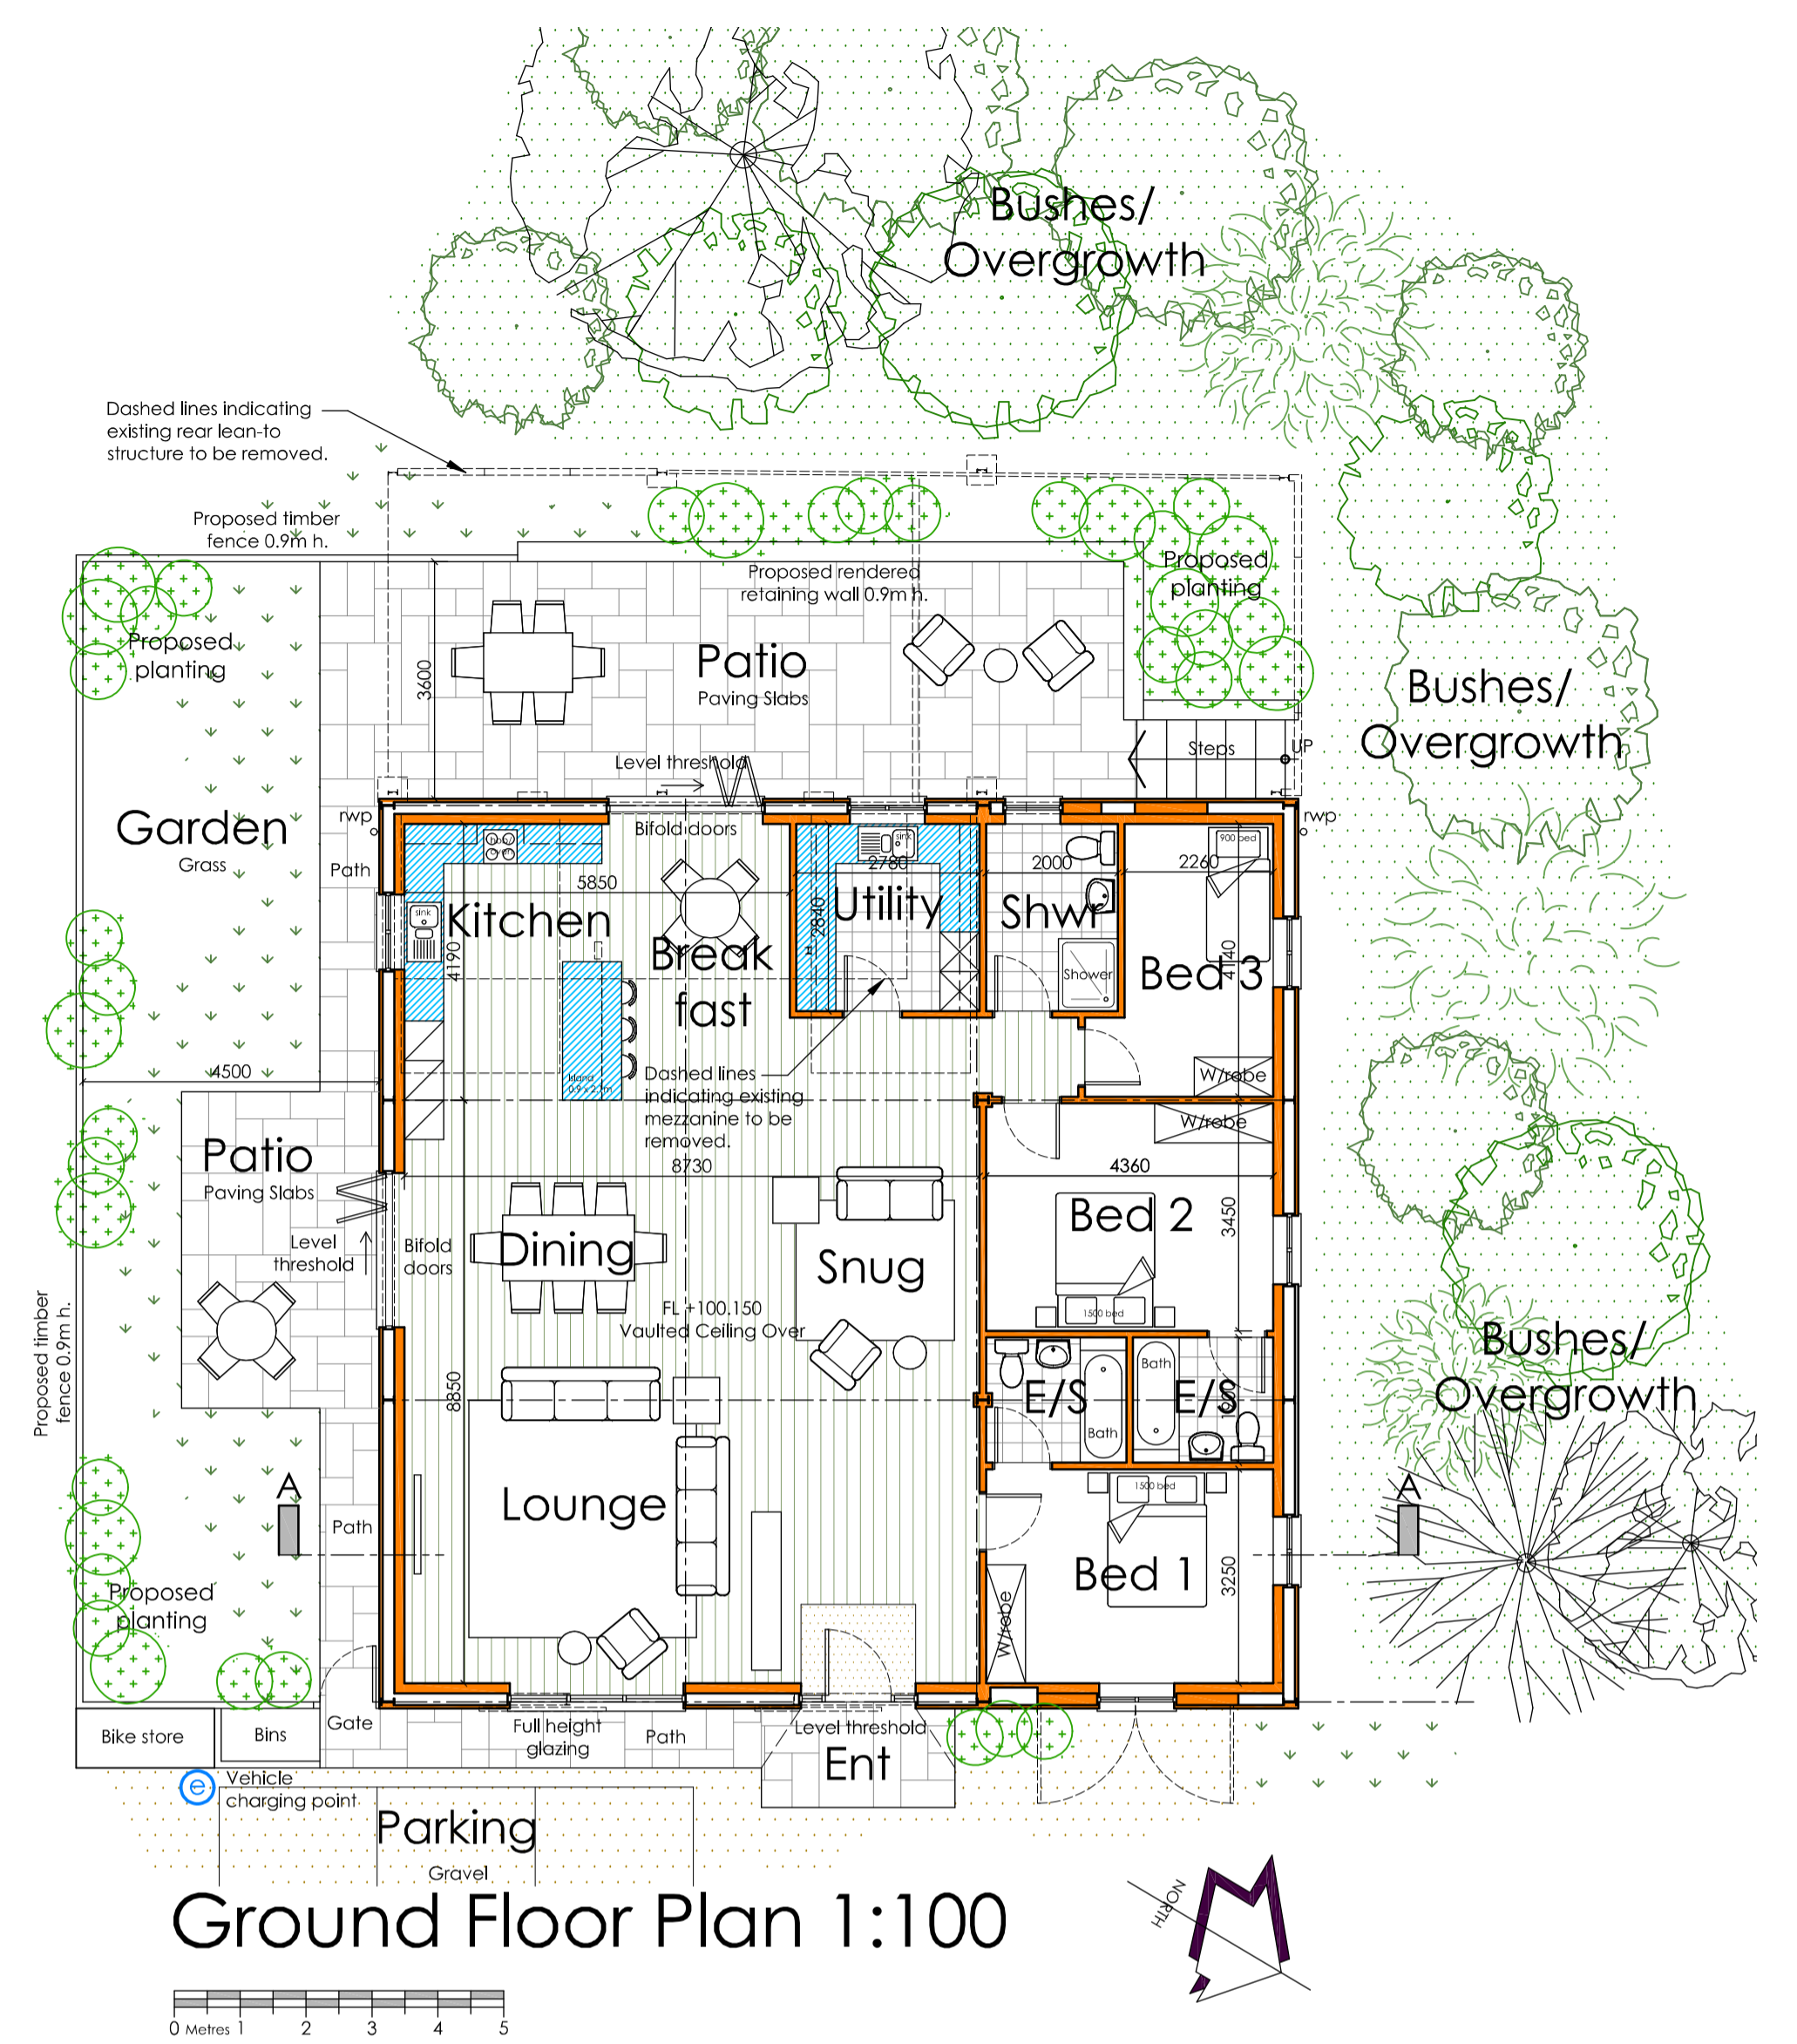 Bushes/
Overgrowth
Dashed lines indicating
existing rear lean-to
structure to be removed.
Proposed timber
fence 0.9m h.
Proposed rendered
retaining wall 0.9m h.
Proposed
planting
Proposed
planting
3600
Patio
Paving Slabs
Bushes/
Overgrowth
Steps
UP
Level threshold
Garden
Grass
rwp
rwp
Path
Bifold doors
hob/
oven
sink
900 bed
5850
2780
2000
2260
sink
Kitchen
4190
Break
fast
Utility
2840
Shwr
Shower
Bed 3
4140
4500
Island
0.9 x 2.1m
Dashed lines
indicating existing
mezzanine to be
removed.
W/robe
W/robe
Patio
Paving Slabs
8730
4360
Level
threshold
Bifold
doors
Dining
Snug
Bed 2
3450
1500 bed
FL +100.150
Vaulted Ceiling Over
Proposed timber
fence 0.9m h.
Bushes/
Overgrowth
8850
E/S
Bath
Bath
E/S
A
A
Lounge
1500 bed
Path
Bed 1
3250
W/robe
Proposed
planting
Bike store
Bins
Gate
Full height
glazing
Path
Level threshold
Ent
e
Vehicle
charging point
Parking
Gravel
Ground Floor Plan 1:100
NORTH
0 Metres 1 2 3 4 5